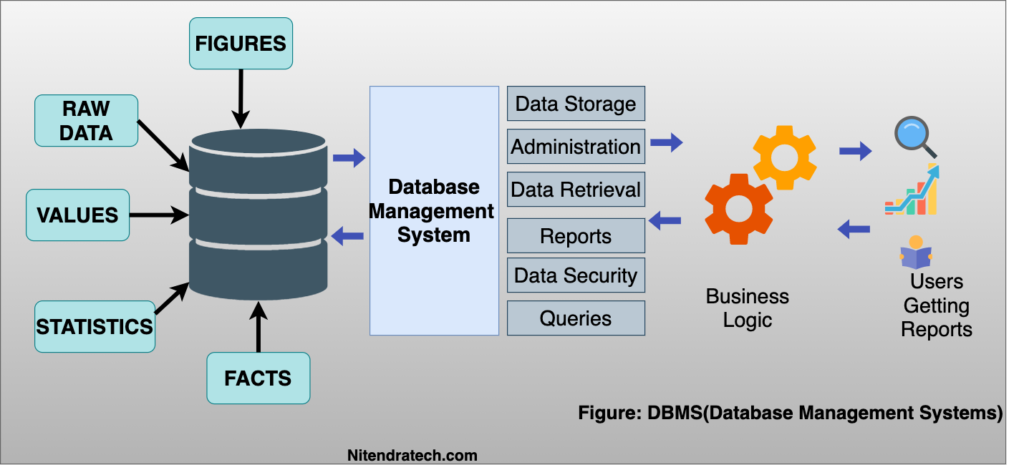 FIGURES
RAW
DATA
VALUES
STATISTICS
FACTS
Database
Management
System
Data Storage
Administration
Data Retrieval
Reports
Data Security
Queries
Business
Logic
Users
Getting
Reports
Figure: DBMS(Database Management Systems)
Nitendratech.com